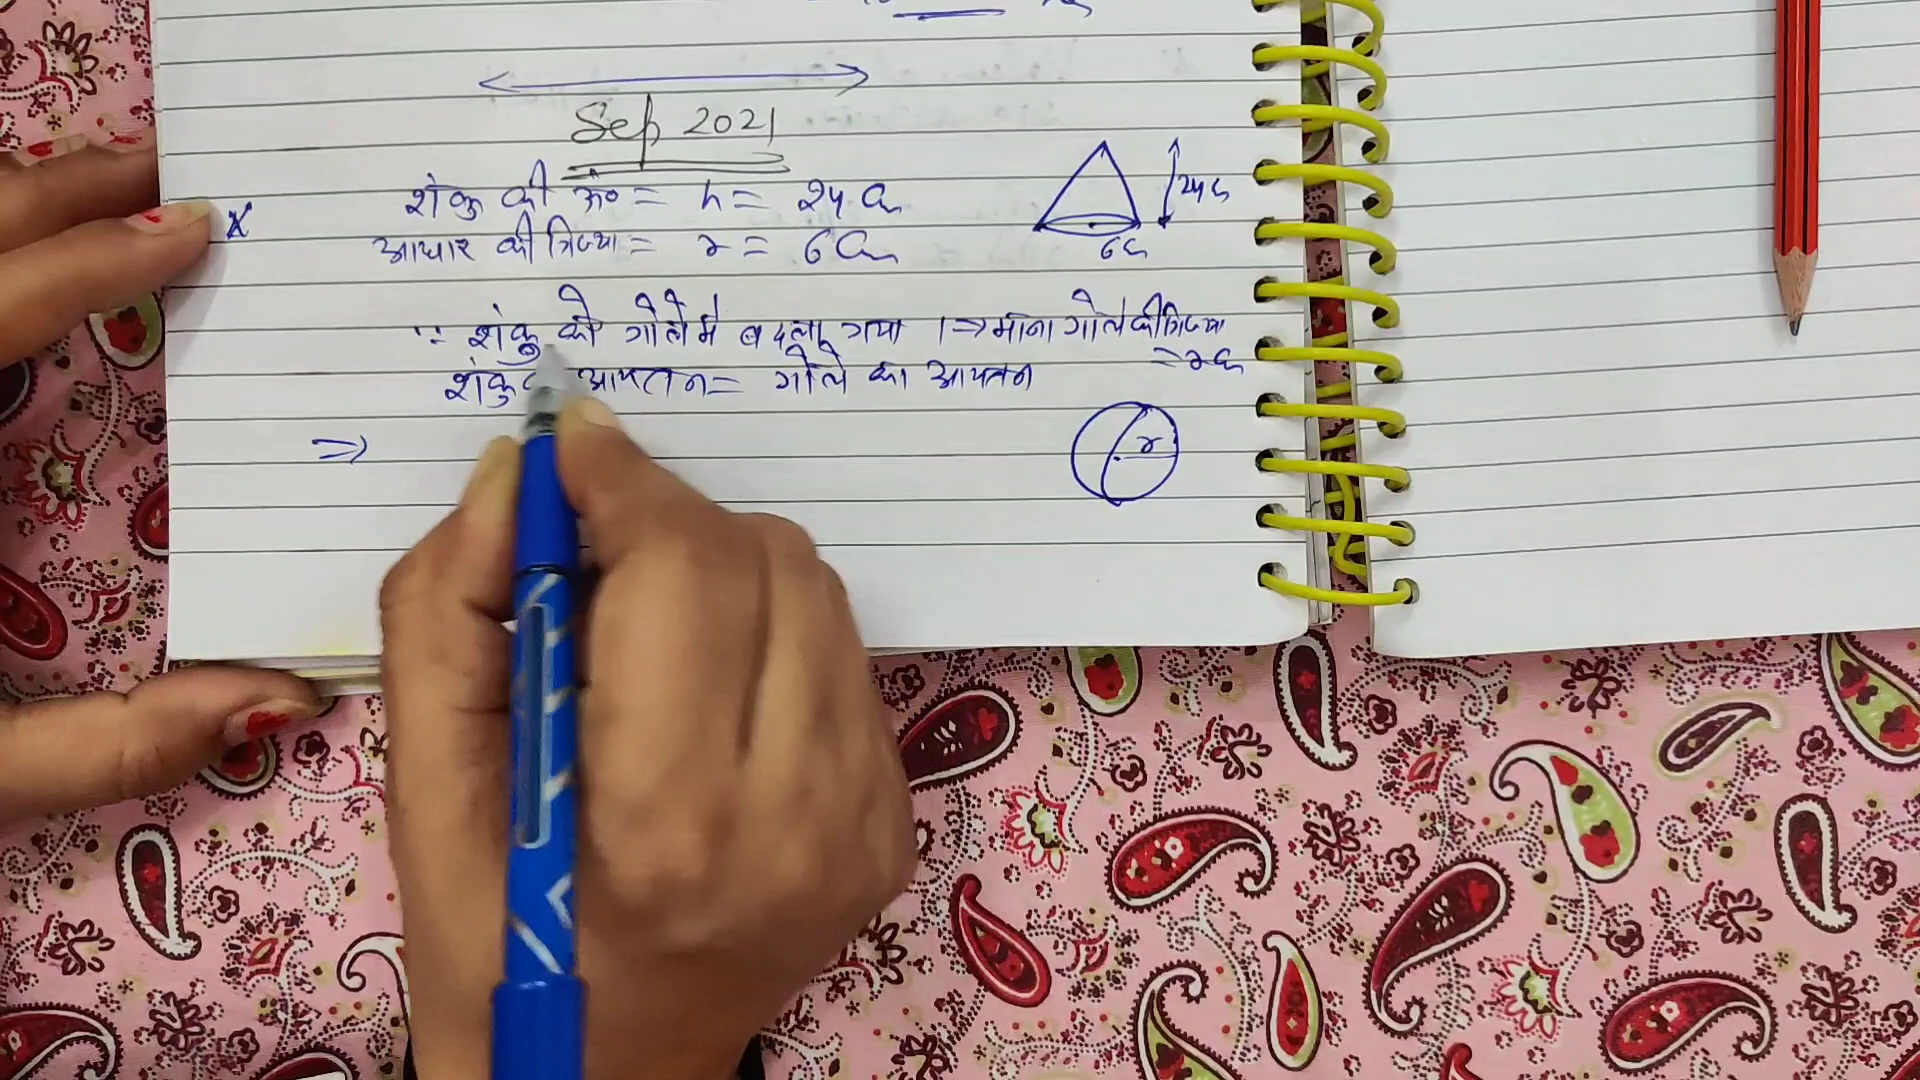 Sep 2021
शंकु की ऊं० = h = 24 cm
24 cm
आधार की त्रिज्या = r = 6 cm
6 cm
∵ शंकु को गोले में बदला गया । → माना गोले की त्रिज्या
= r cm
शंकु आयतन = गोले का आयतन
⇒
r